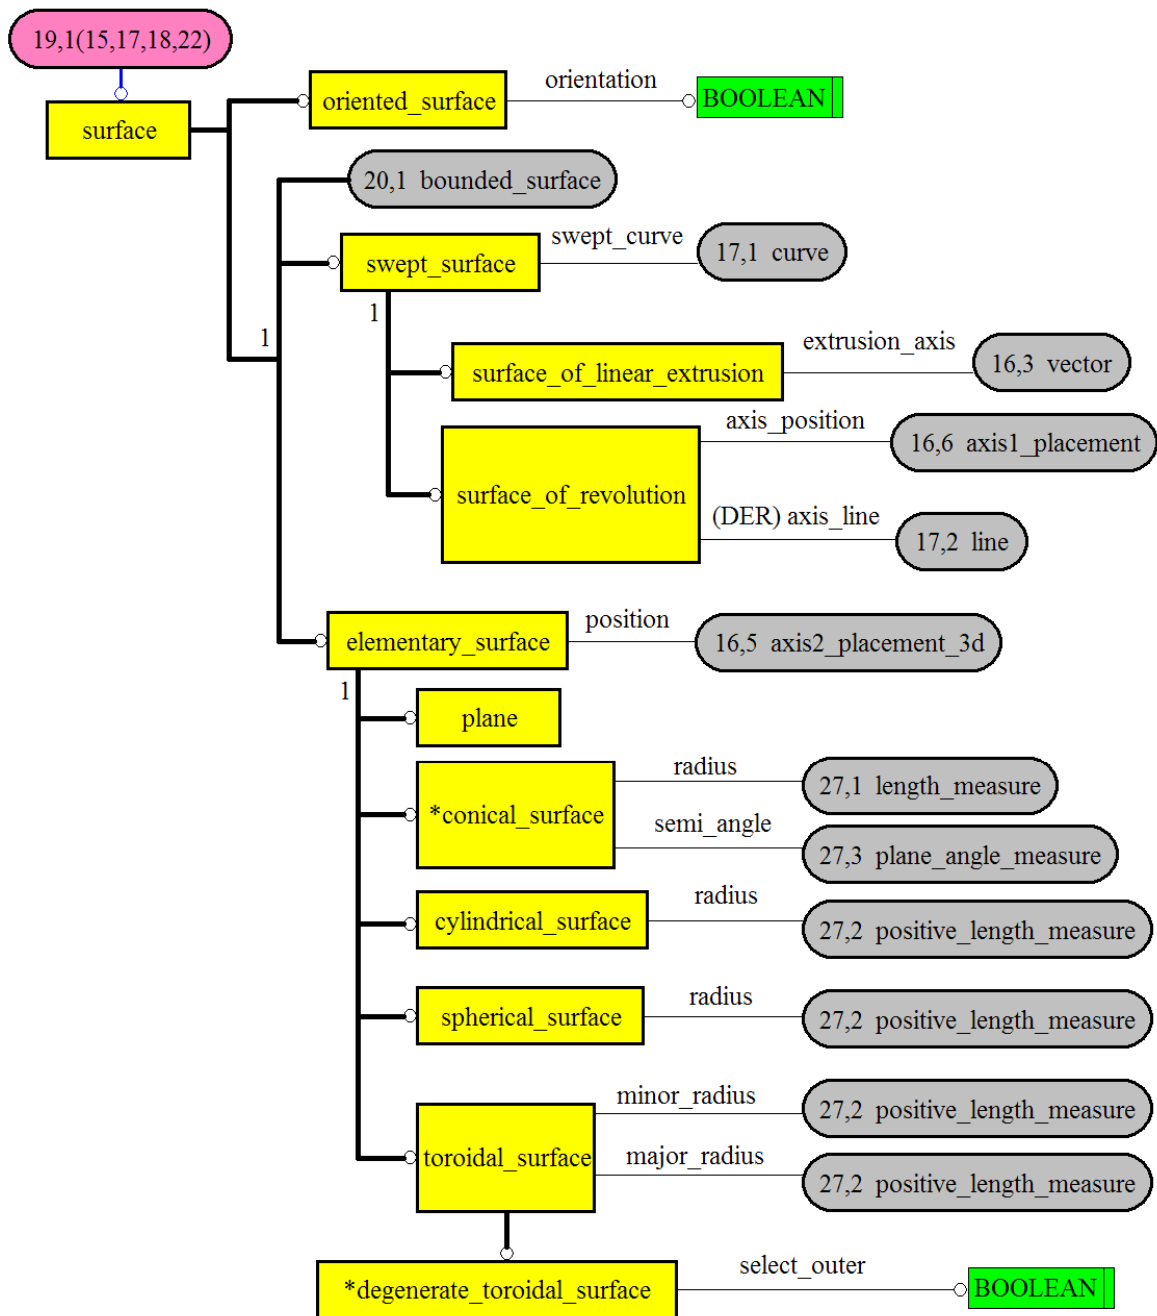 19,1(15,17,18,22)
surface
oriented_surface
orientation
BOOLEAN
20,1 bounded_surface
1
swept_surface
swept_curve
17,1 curve
1
surface_of_linear_extrusion
extrusion_axis
16,3 vector
surface_of_revolution
axis_position
16,6 axis1_placement
(DER) axis_line
17,2 line
elementary_surface
position
16,5 axis2_placement_3d
1
plane
*conical_surface
radius
27,1 length_measure
semi_angle
27,3 plane_angle_measure
cylindrical_surface
radius
27,2 positive_length_measure
spherical_surface
radius
27,2 positive_length_measure
toroidal_surface
minor_radius
27,2 positive_length_measure
major_radius
27,2 positive_length_measure
*degenerate_toroidal_surface
select_outer
BOOLEAN